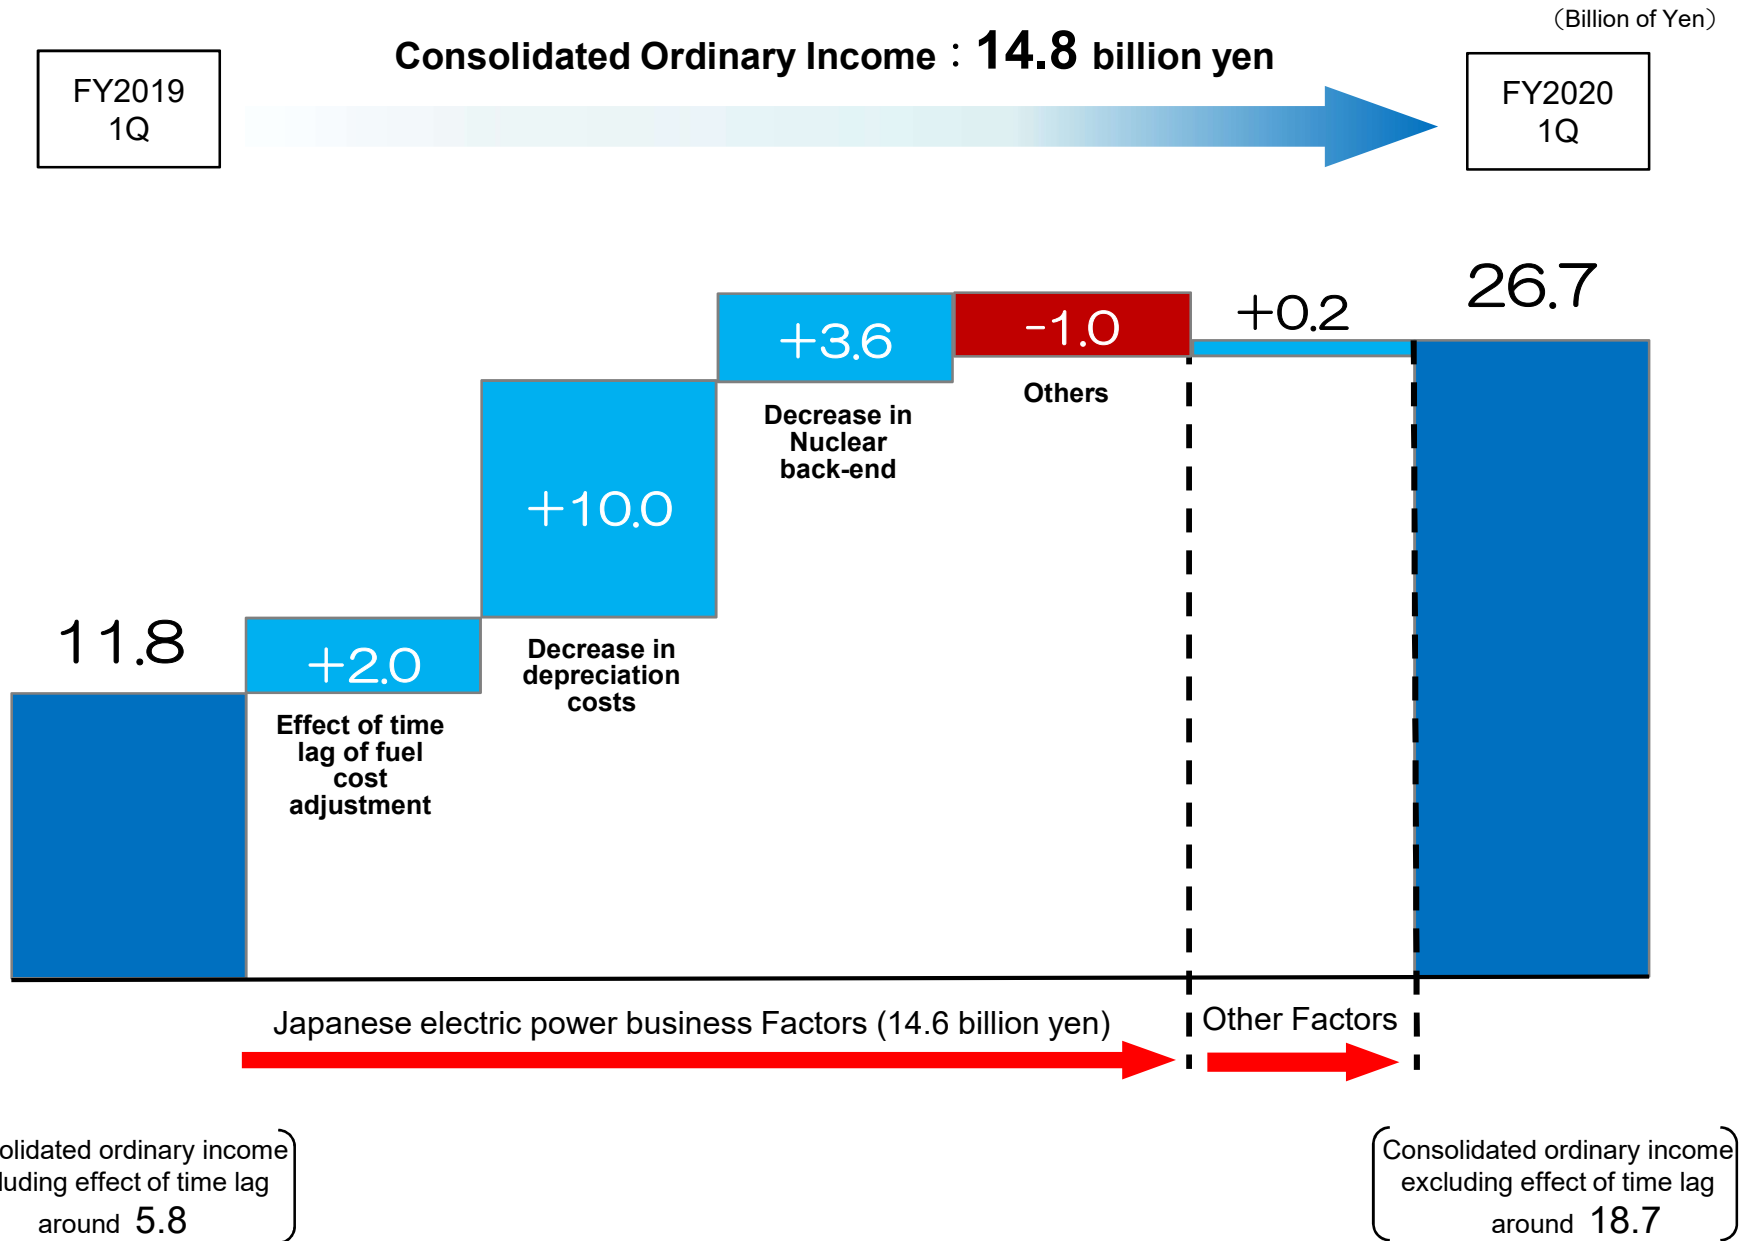 （Billion of Yen）
Consolidated Ordinary Income：14.8 billion yen
FY2019
1Q
FY2020
1Q
26.7
+0.2
-1.0
+3.6
Others
Decrease in
Nuclear
back-end
+10.0
11.8
+2.0
Decrease in
depreciation
costs
Effect of time
lag of fuel
cost
adjustment
Japanese electric power business Factors (14.6 billion yen)
Other Factors
olidated ordinary income
luding effect of time lag
around 5.8
Consolidated ordinary income
excluding effect of time lag
around 18.7